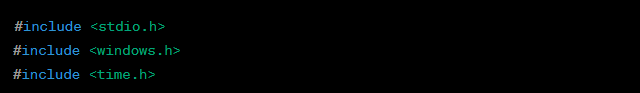 #include <stdio.h>
#include <windows.h>
#include <time.h>